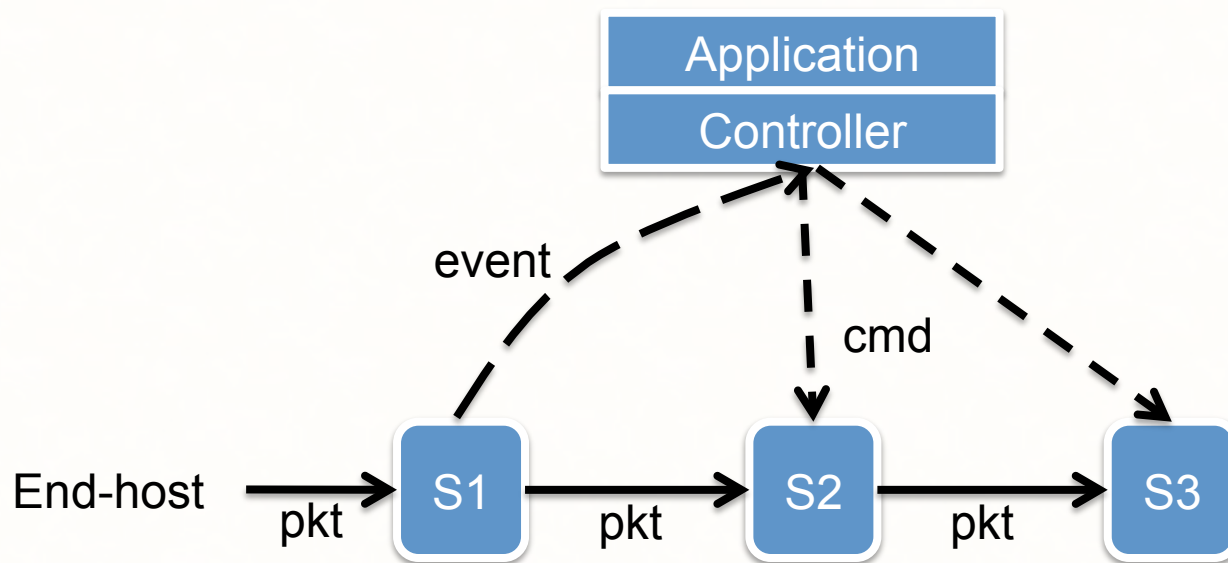 Application
Controller
event
cmd
End-host
pkt
S1
pkt
S2
pkt
S3